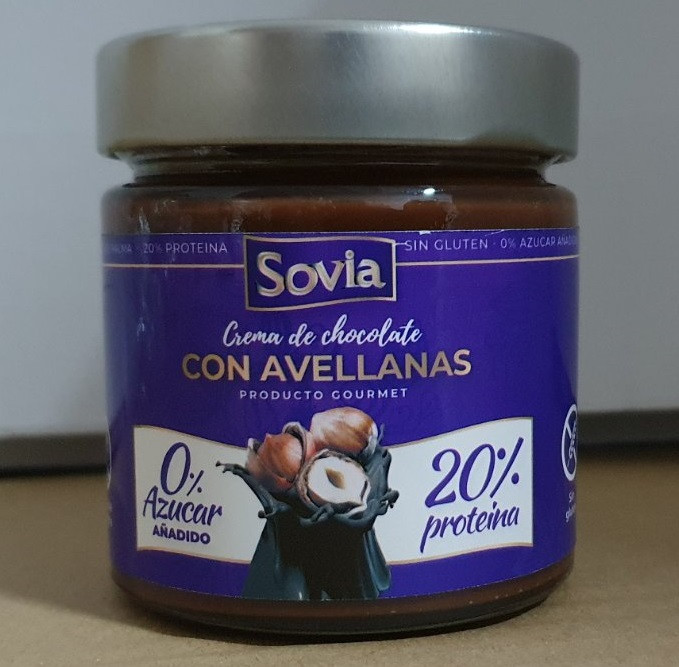 20% PROTEINA
Sovia
SIN GLUTEN · 0% AZUCAR AÑADIDO
Crema de chocolate
CON AVELLANAS
PRODUCTO GOURMET
0%
Azucar
AÑADIDO
20%
proteina
Sin